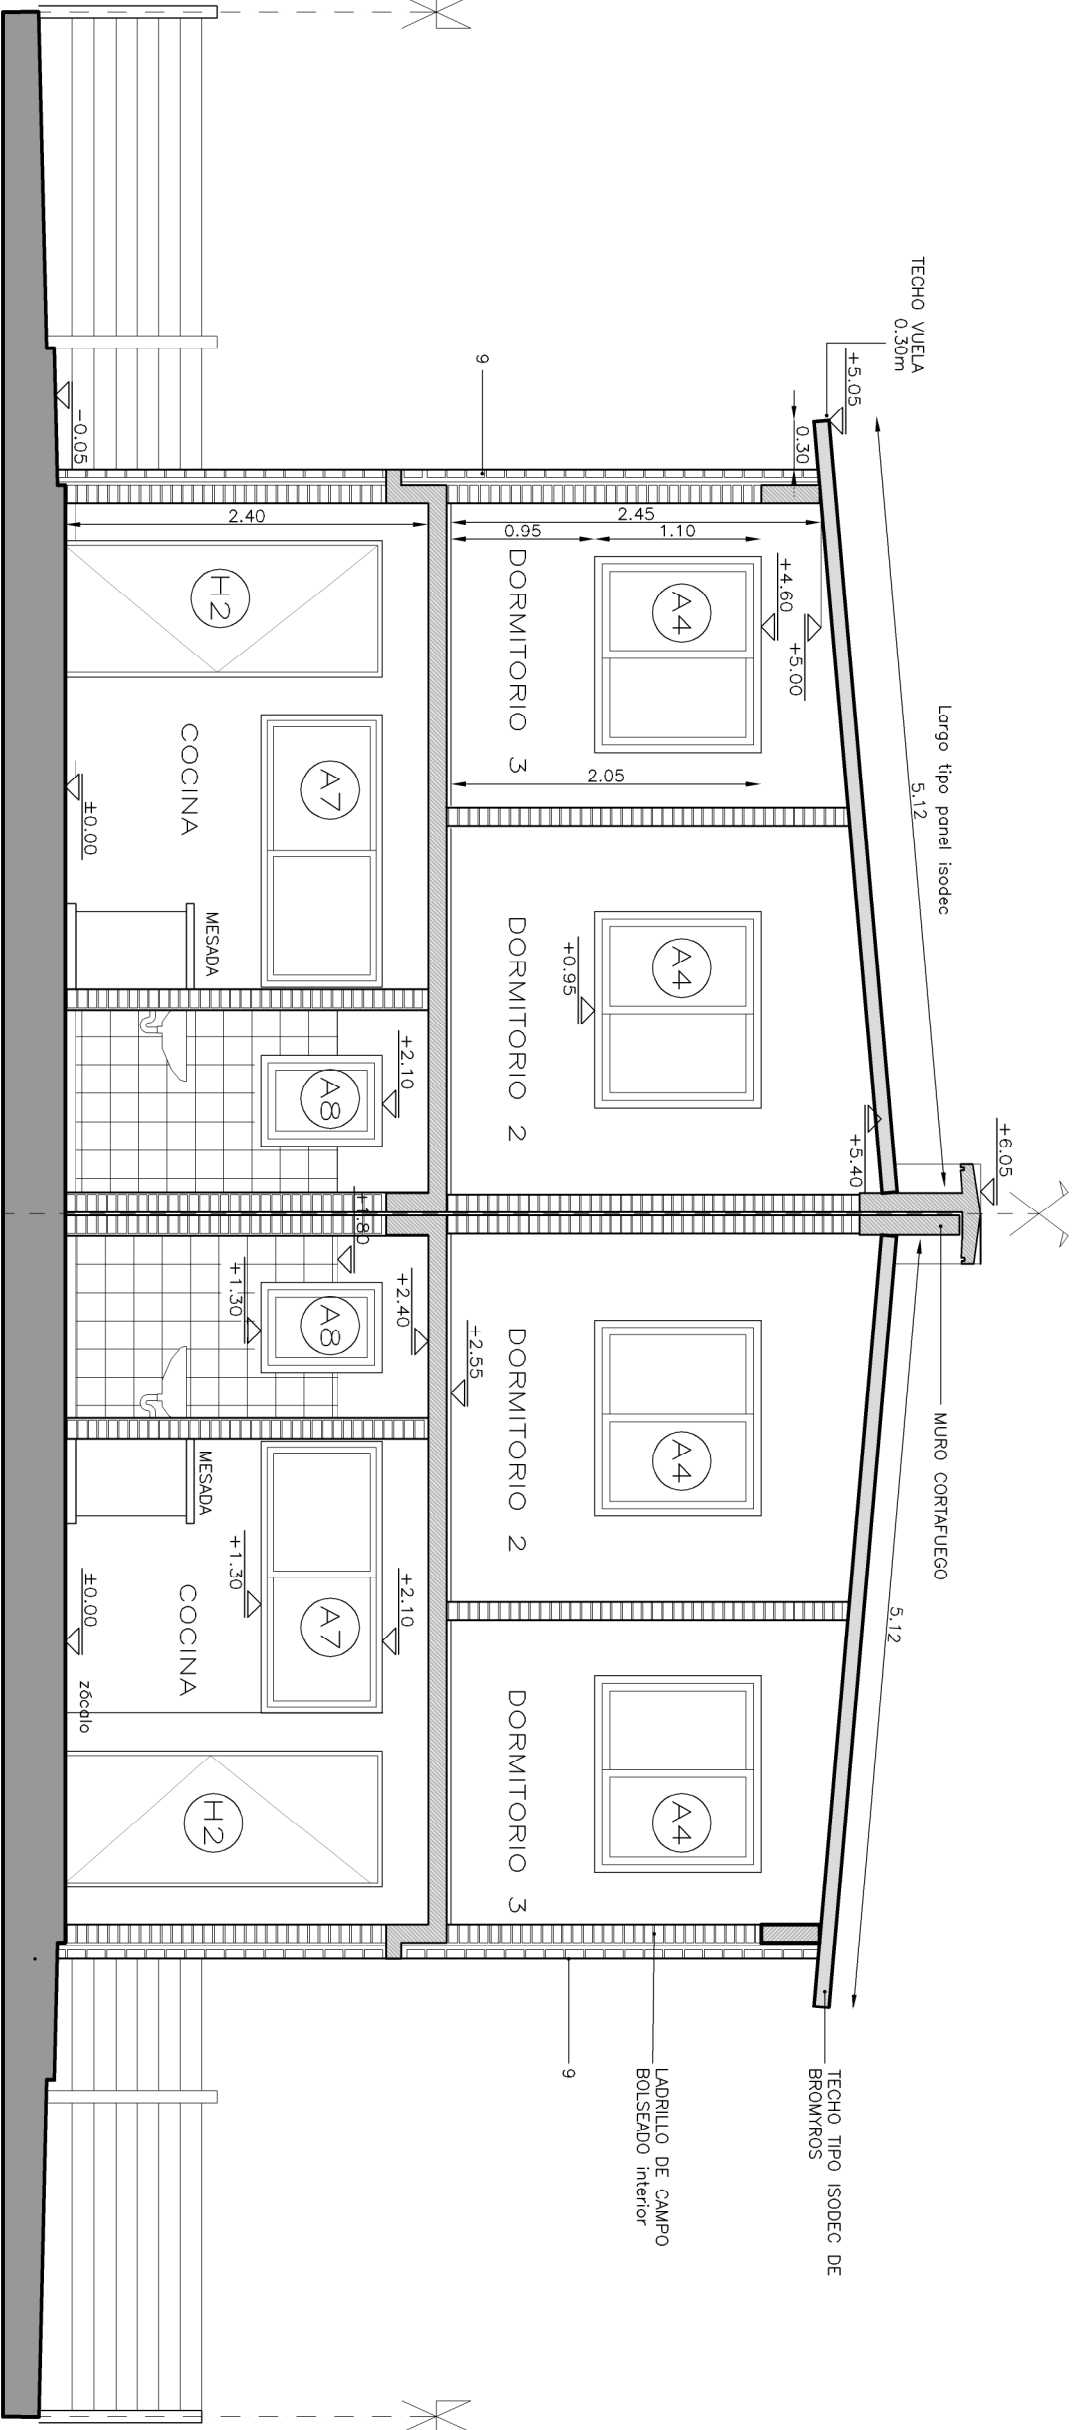 +6.05
TECHO VUELA
0.30m
+5.05
0.30
Largo tipo panel isodec
5.12
5.12
MURO CORTAFUEGO
+5.40
TECHO TIPO ISODEC DE
BROMYROS
+5.00
+4.60
9
2.45
1.10
0.95
2.05
A4
A4
A4
A4
+0.95
DORMITORIO 3
DORMITORIO 2
DORMITORIO 2
DORMITORIO 3
LADRILLO DE CAMPO
BOLSEADO interior
9
+2.55
+2.10
+2.40
+2.10
2.40
H2
A7
A8
+1.80
A8
A7
H2
+1.30
+1.30
COCINA
MESADA
MESADA
COCINA
-0.05
±0.00
±0.00
zócalo